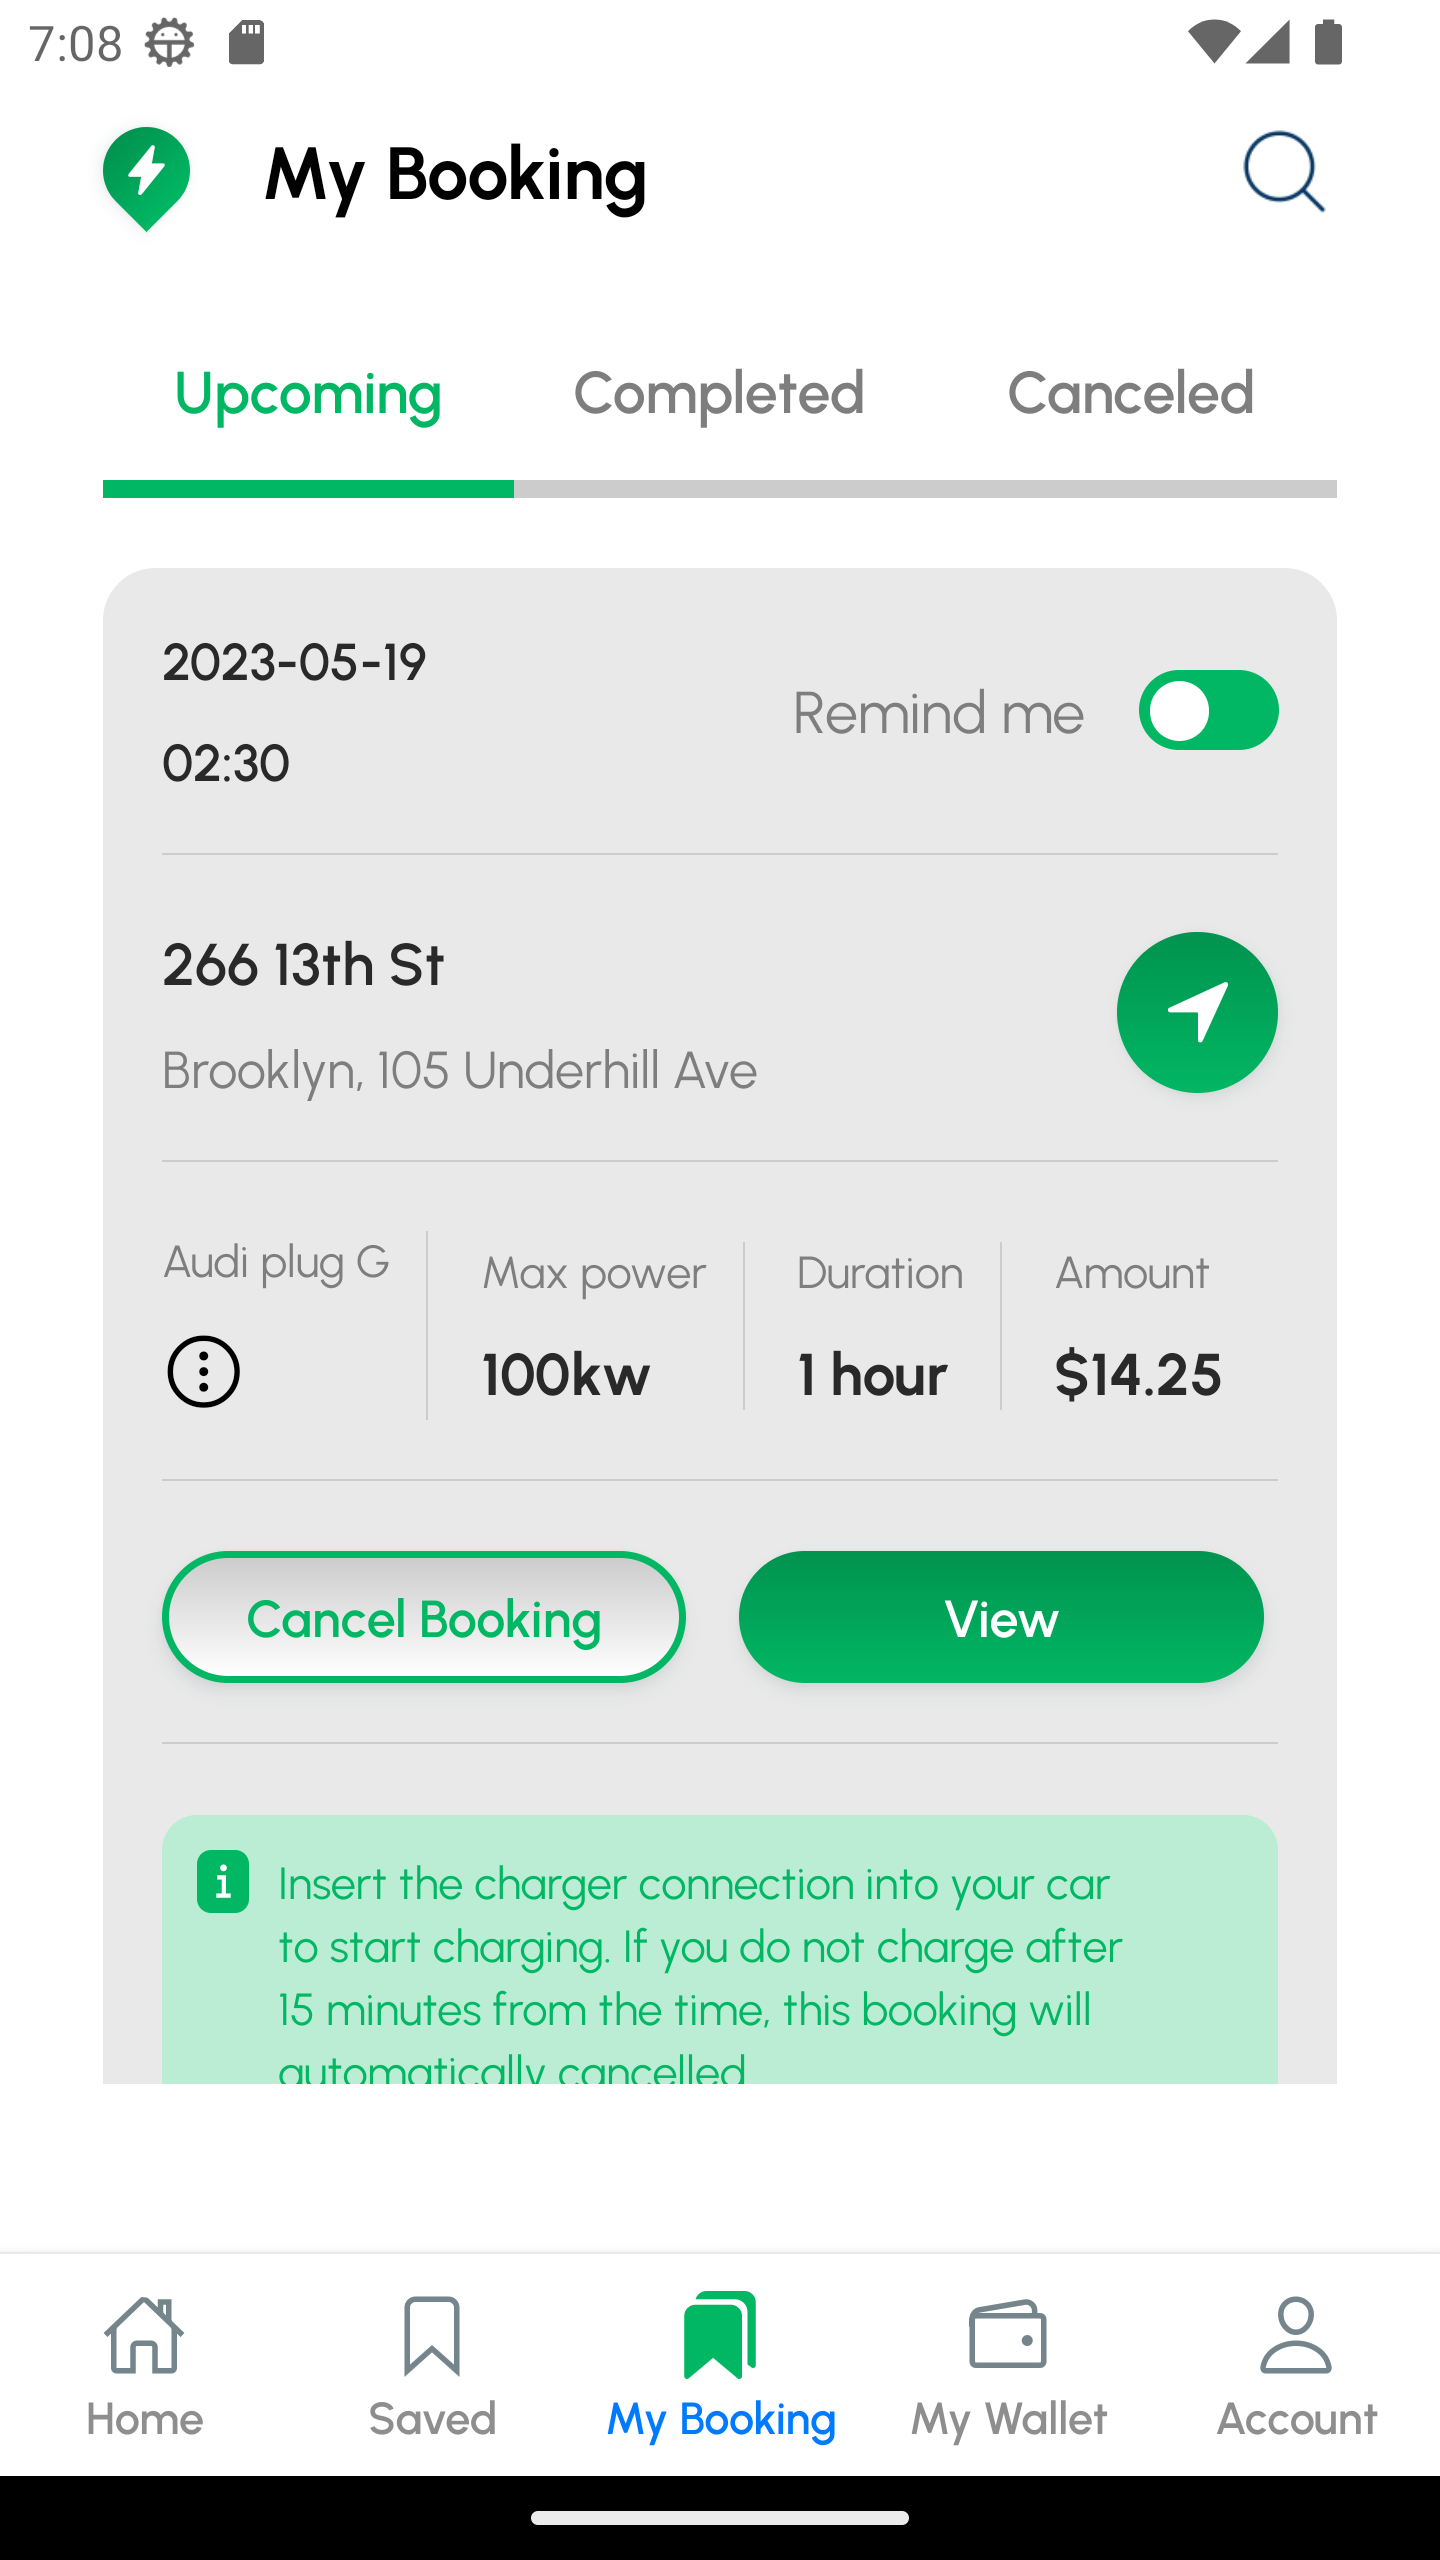 7:08
My Booking
Upcoming
Completed
Canceled
2023-05-19
02:30
Remind me
266 13th St
Brooklyn, 105 Underhill Ave
Audi plug G
Max power
Duration
Amount
100kw
1 hour
$14.25
Cancel Booking
View
Insert the charger connection into your car
to start charging. If you do not charge after
15 minutes from the time, this booking will
automatically cancelled
Home
Saved
My Booking
My Wallet
Account